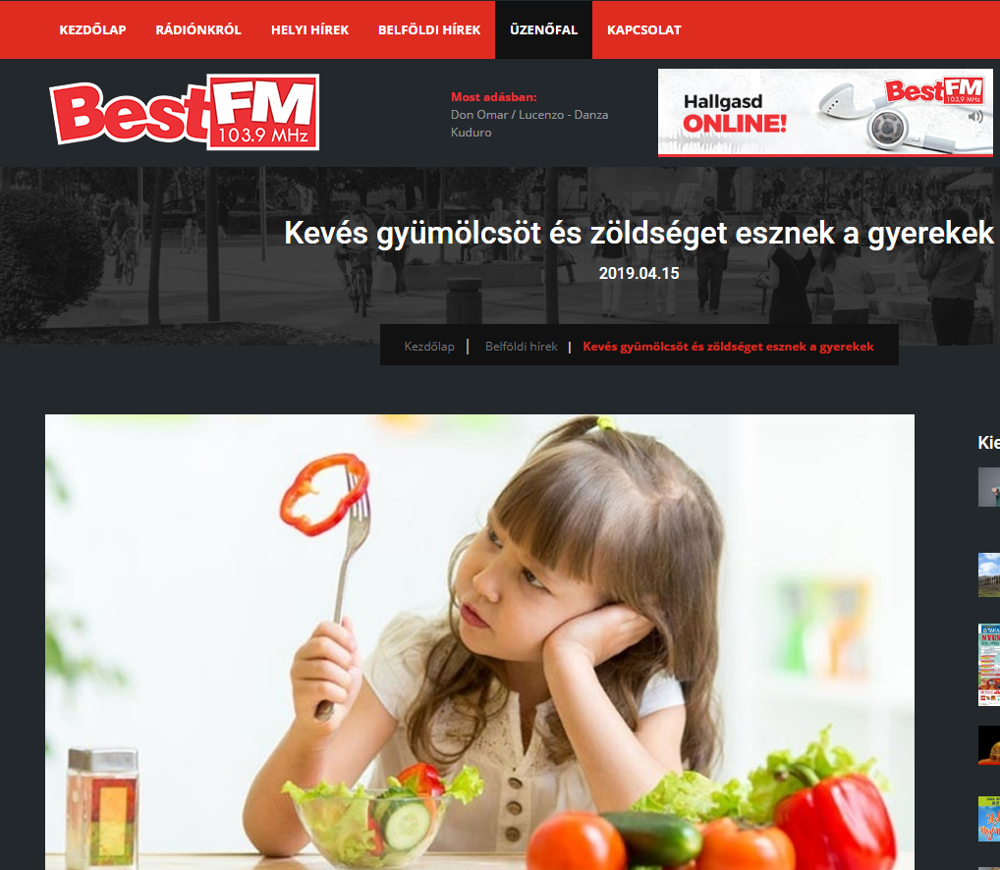 KEZDŐLAP RÁDIÓNKRÓL HELYI HÍREK BELFÖLDI HÍREK ÜZENŐFAL KAPCSOLAT
BestFM
103.9 MHz
Most adásban:
Don Omar / Lucenzo - Danza
Kuduro
Hallgasd
ONLINE!
BestFM
103.9 MHz
Kevés gyümölcsöt és zöldséget esznek a gyerekek
2019.04.15
Kezdőlap | Belföldi hírek | Kevés gyümölcsöt és zöldséget esznek a gyerekek
Kie
NYUS